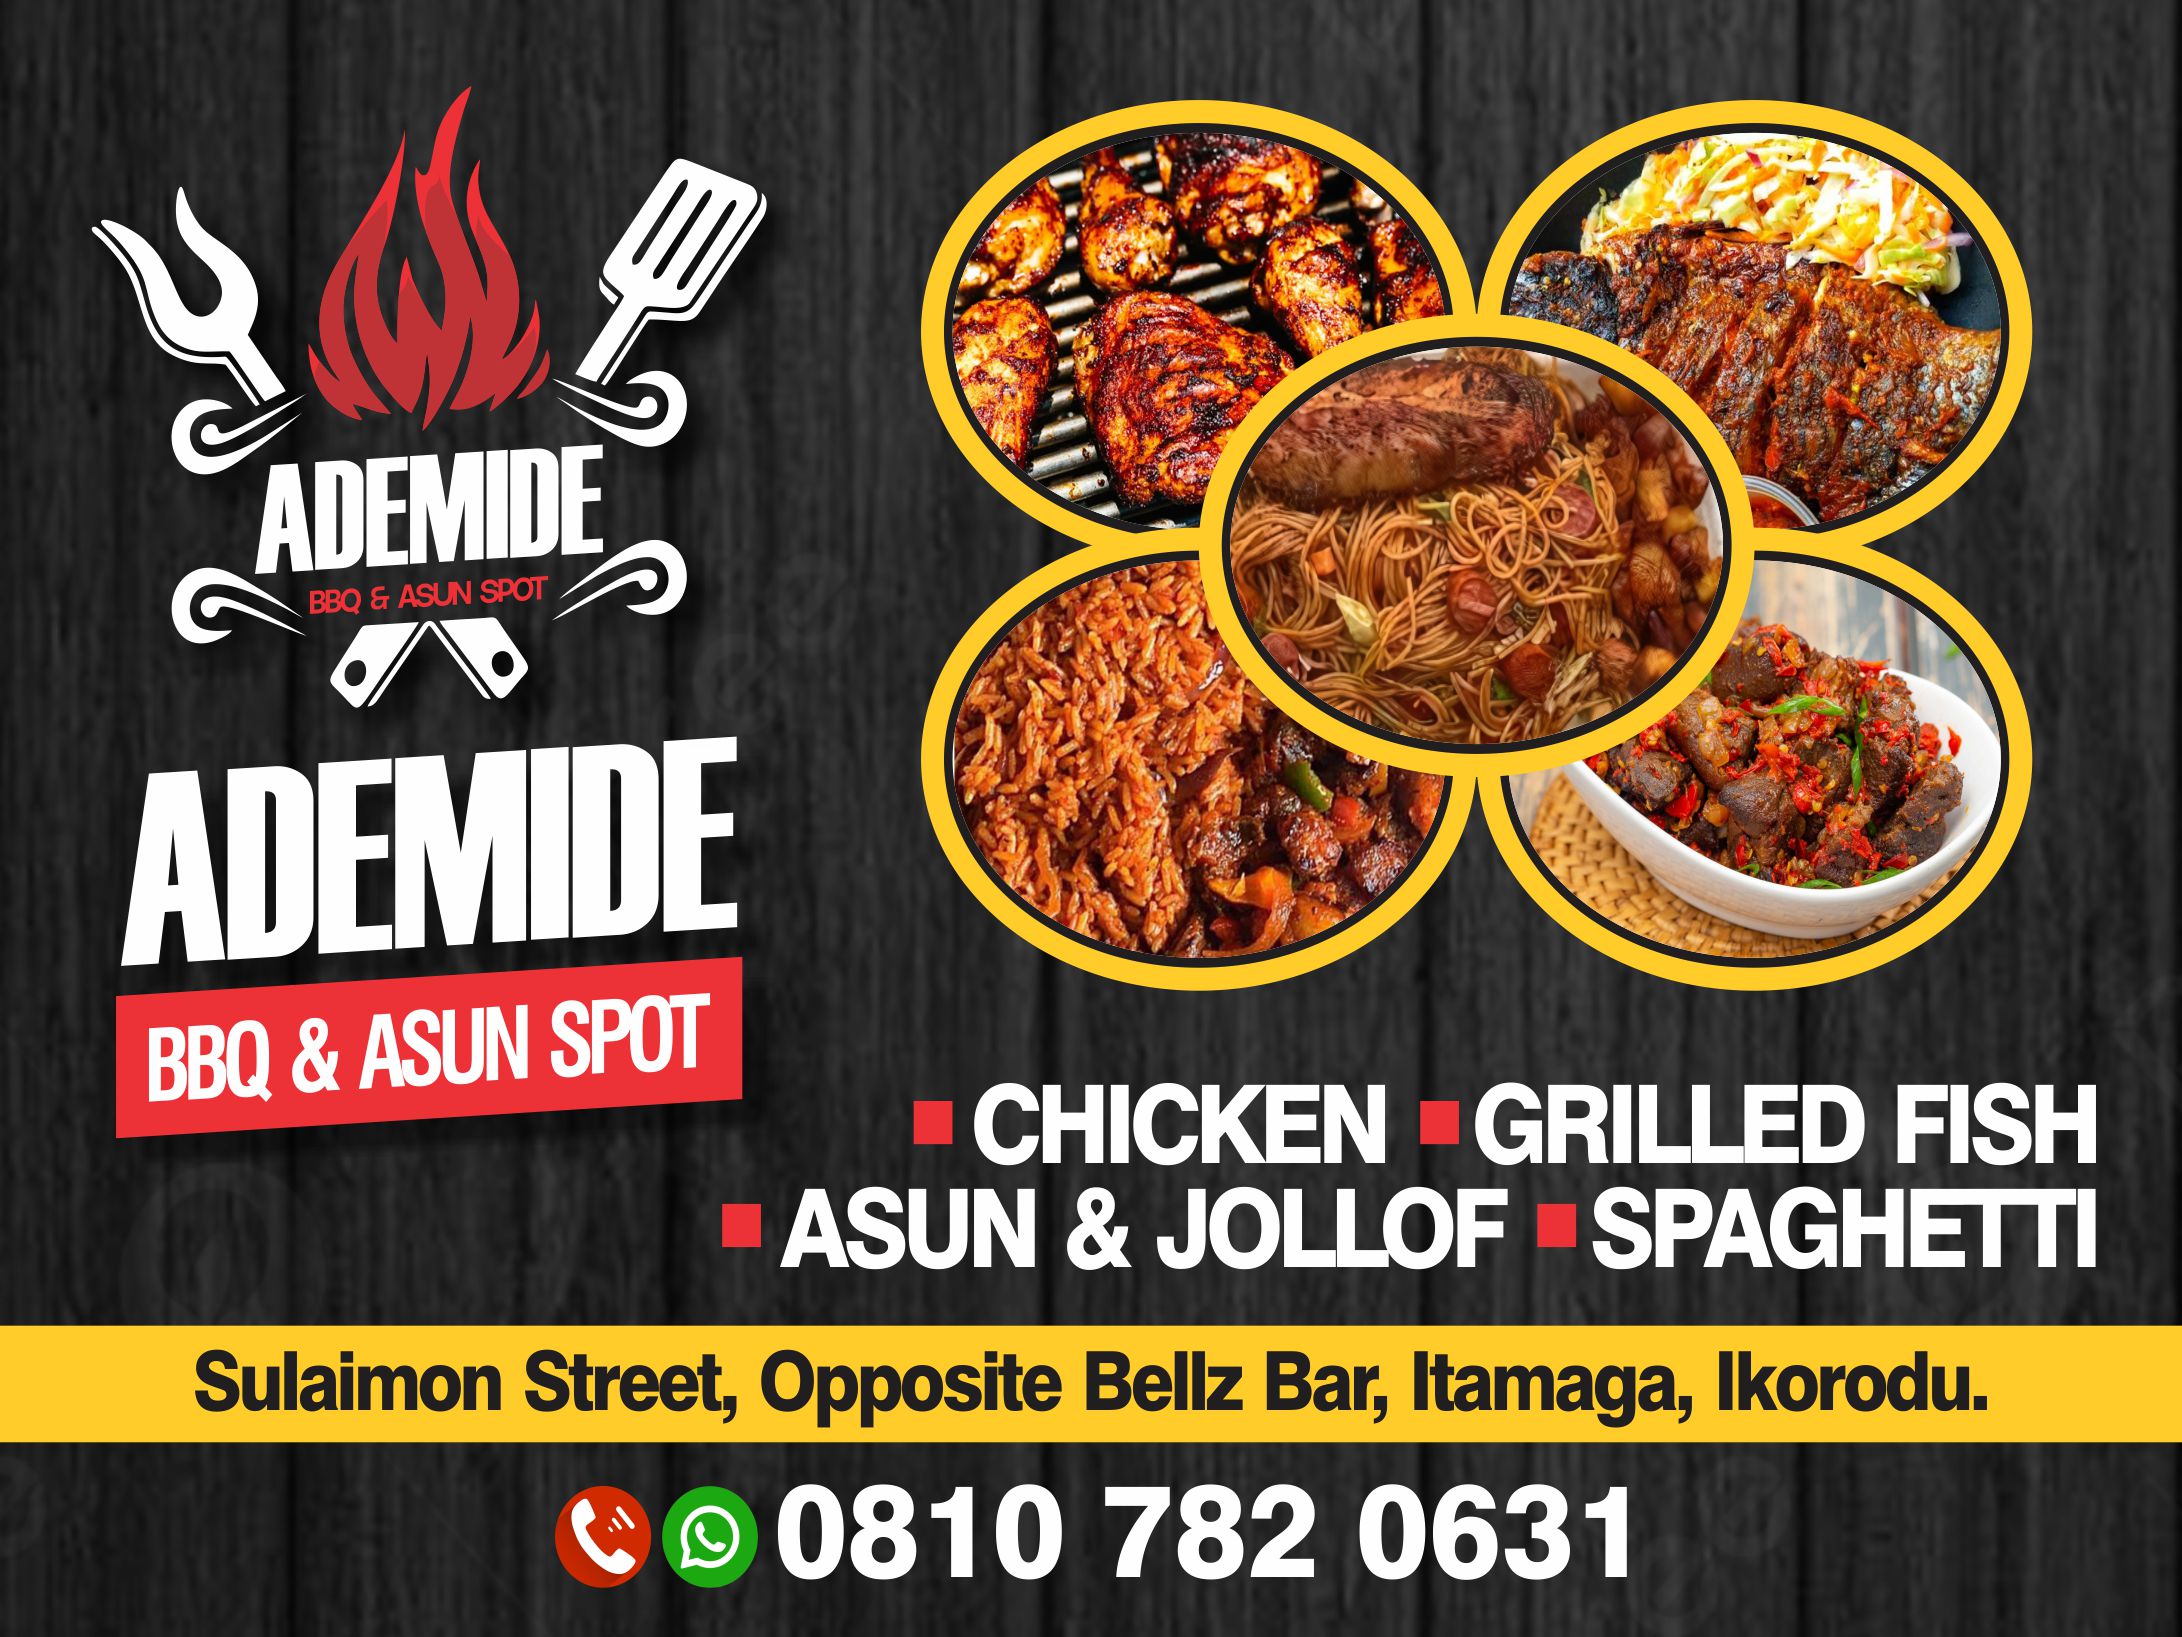 ADEMIDE
BBQ & ASUN SPOT
ADEMIDE
BBQ & ASUN SPOT
CHICKEN GRILLED FISH
ASUN & JOLLOF SPAGHETTI
Sulaimon Street, Opposite Bellz Bar, Itamaga, Ikorodu.
0810 782 0631